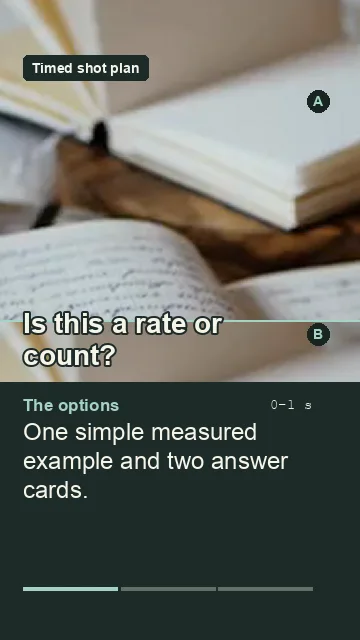 Timed shot plan
A
Is this a rate or
count?
B
The options
0–1 s
One simple measured
example and two answer
cards.